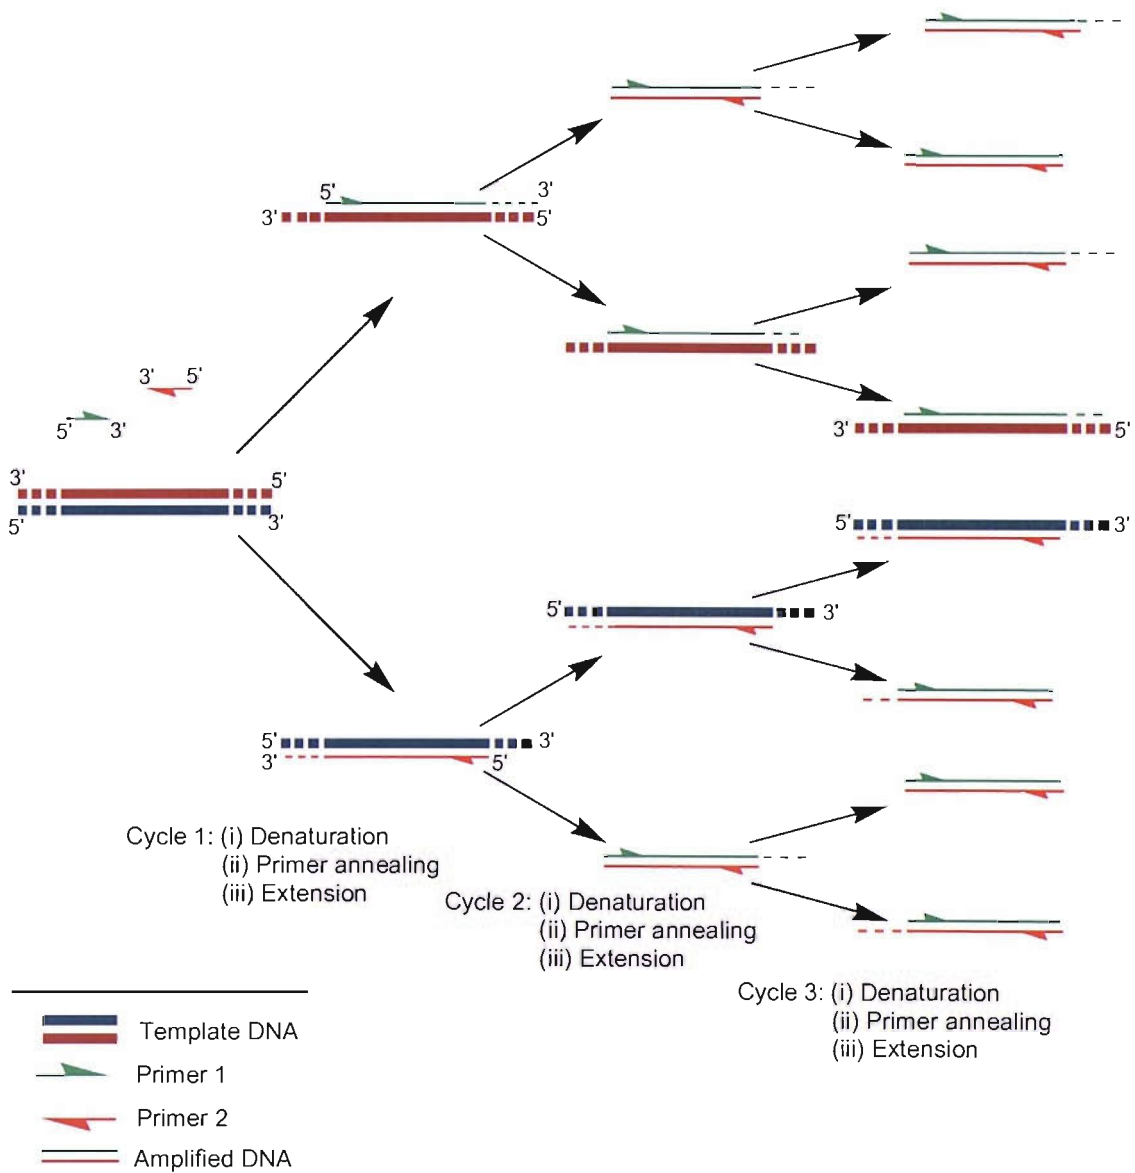 5' 3'
3' 5'
3' 5'
5' 3'
3' 5'
5' 3'
3' 5'
5' 3'
5' 3'
5' 3'
3' 5'
Cycle 1: (i) Denaturation
(ii) Primer annealing
(iii) Extension
Cycle 2: (i) Denaturation
(ii) Primer annealing
(iii) Extension
Cycle 3: (i) Denaturation
(ii) Primer annealing
(iii) Extension
Template DNA
Primer 1
Primer 2
Amplified DNA